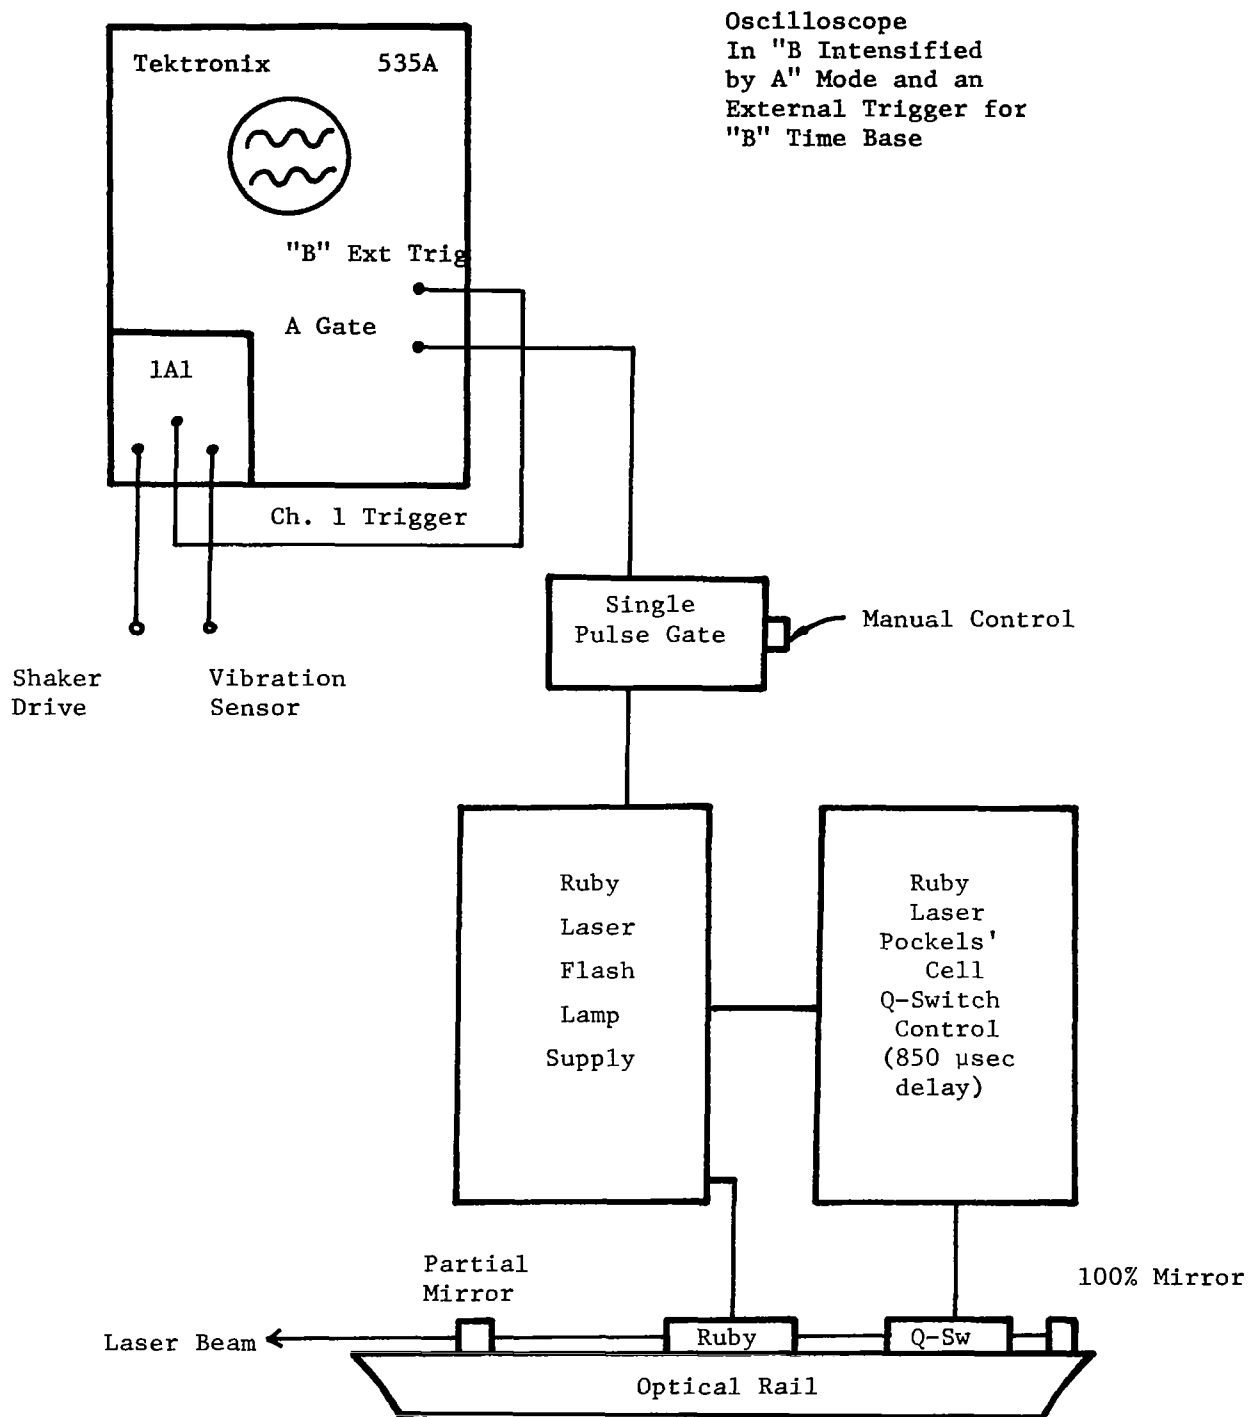 Oscilloscope
In "B Intensified
by A" Mode and an
External Trigger for
"B" Time Base
Tektronix 535A
"B" Ext Trig
A Gate
1A1
Ch. 1 Trigger
Shaker
Drive
Vibration
Sensor
Single
Pulse Gate
Manual Control
Ruby
Laser
Flash
Lamp
Supply
Ruby
Laser
Pockels'
Cell
Q-Switch
Control
(850 μsec
delay)
Partial
Mirror
100% Mirror
Laser Beam
Ruby
Q-Sw
Optical Rail